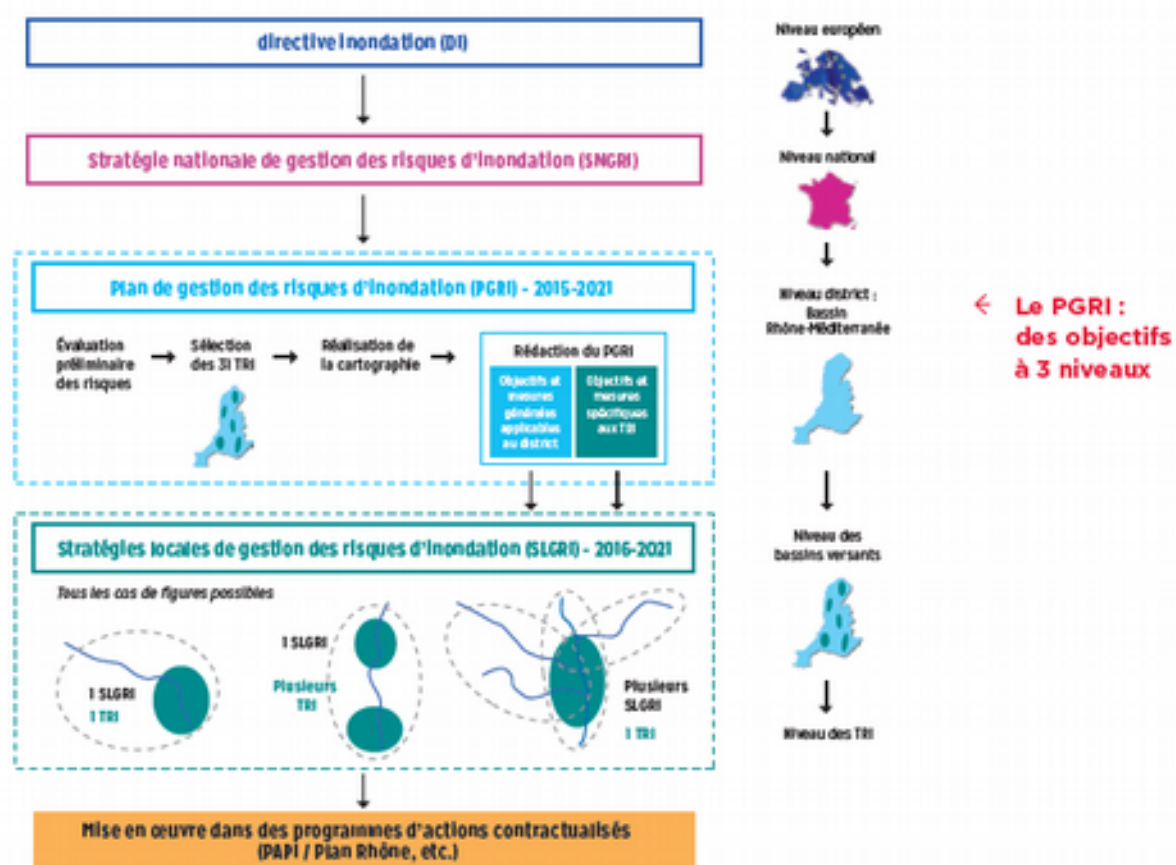 directive inondation (DI)
Stratégie nationale de gestion des risques d'inondation (SNGRI)
Plan de gestion des risques d'inondation (PGRI) - 2015-2021
Évaluation
préliminaire
des risques
Sélection
des 31 TRI
Réalisation de
la cartographie
Rédaction du PGRI
Objectifs et
mesures
générales
applicables
au district
Objectifs et
mesures
spécifiques
aux TRI
Stratégies locales de gestion des risques d'inondation (SLGRI) - 2016-2021
Tous les cas de figures possibles
1 SLGRI
1 TRI
1 SLGRI
Plusieurs
TRI
Plusieurs
SLGRI
1 TRI
Mise en œuvre dans des programmes d'actions contractualisés
(PAPI / Plan Rhône, etc.)
Niveau européen
Niveau national
Niveau district :
Bassin
Rhône-Méditerranée
Niveau des
bassins versants
Niveau des TRI
Le PGRI :
des objectifs
à 3 niveaux